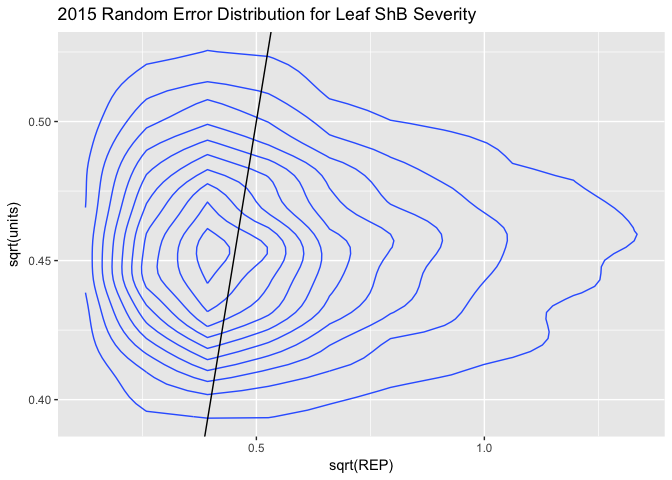 2015 Random Error Distribution for Leaf ShB Severity
sqrt(units)
0.50
0.45
0.40
0.5 1.0
sqrt(REP)